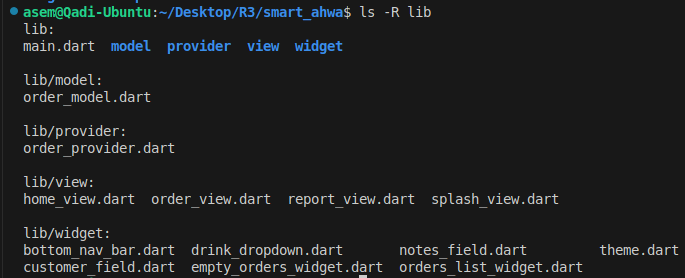 asem@Qadi-Ubuntu:~/Desktop/R3/smart_ahwa$ ls -R lib
lib:
main.dart  model  provider  view  widget

lib/model:
order_model.dart

lib/provider:
order_provider.dart

lib/view:
home_view.dart  order_view.dart  report_view.dart  splash_view.dart

lib/widget:
bottom_nav_bar.dart  drink_dropdown.dart       notes_field.dart         theme.dart
customer_field.dart  empty_orders_widget.dart  orders_list_widget.dart